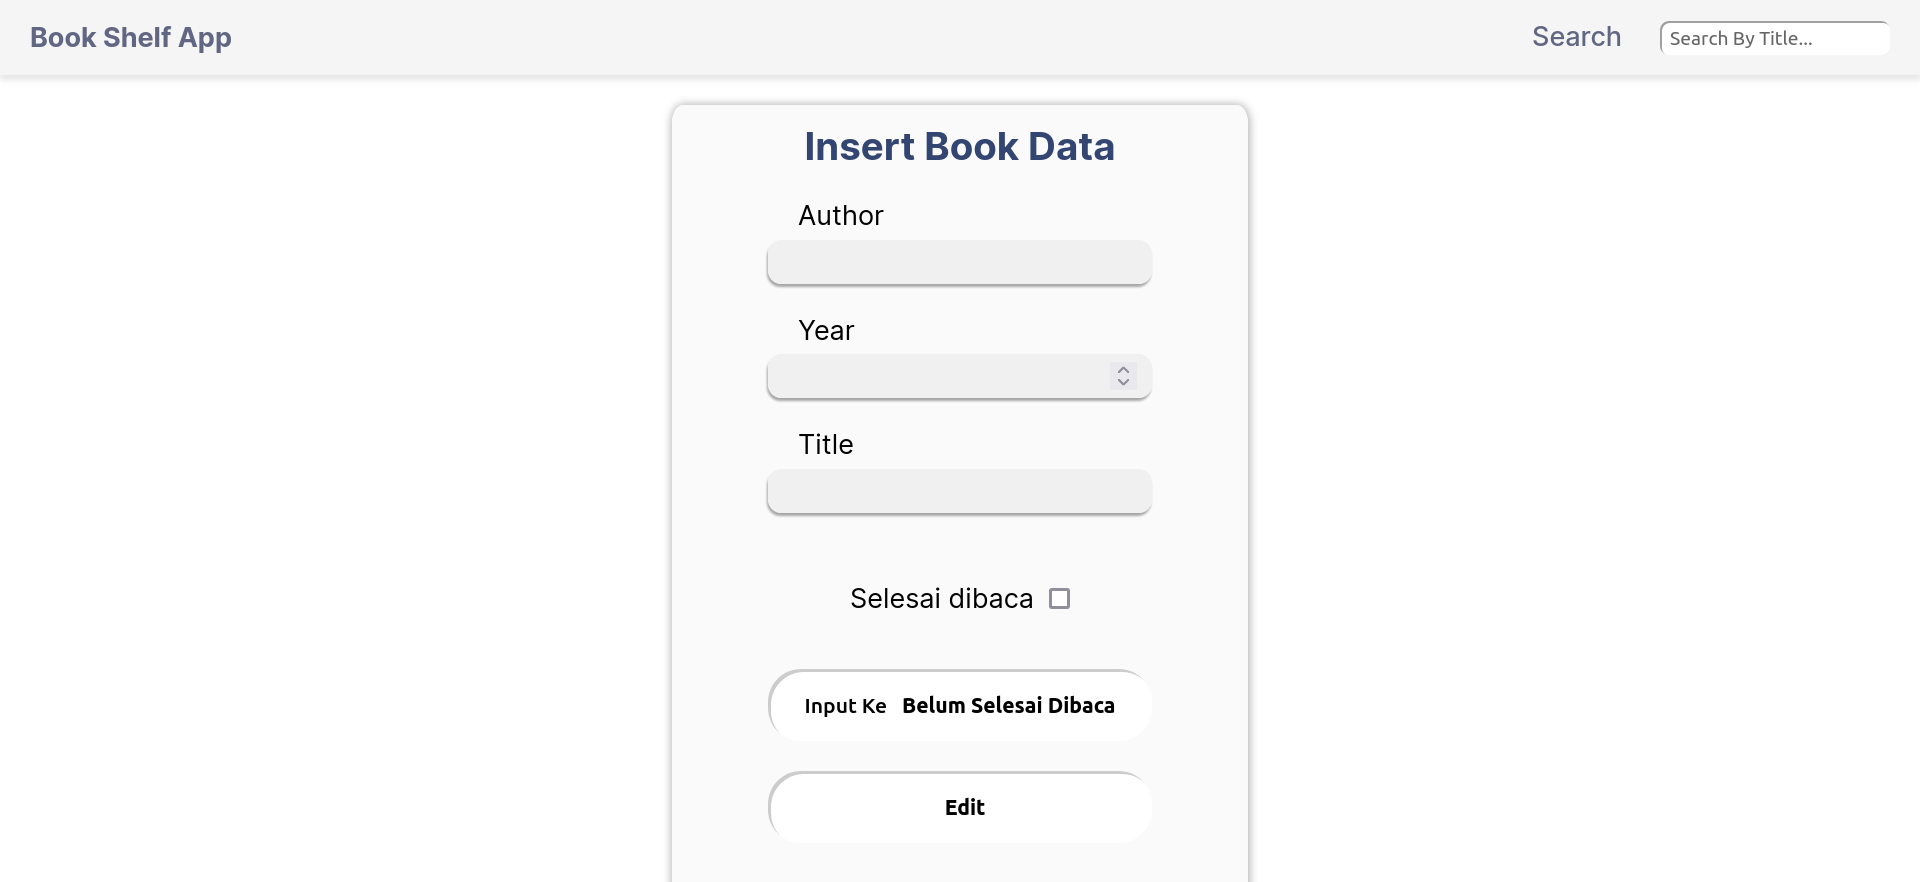 Book Shelf App
Search
Search By Title...
Insert Book Data
Author
Year
Title
Selesai dibaca
Input Ke Belum Selesai Dibaca
Edit